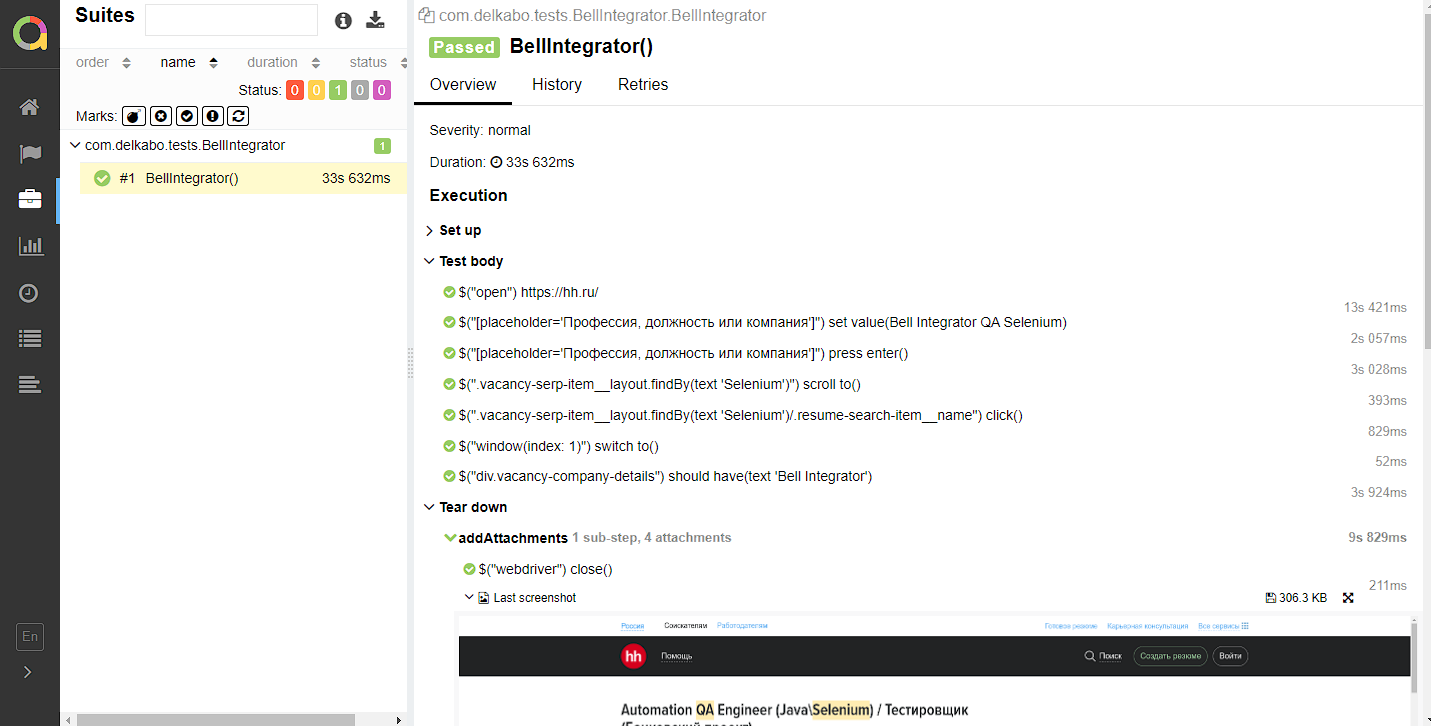 Suites
order name duration status
Status: 0 0 1 0 0
Marks:
com.delkabo.tests.BellIntegrator 1
#1 BellIntegrator() 33s 632ms
En
com.delkabo.tests.BellIntegrator.BellIntegrator
Passed BellIntegrator()
Overview History Retries
Severity: normal
Duration: 33s 632ms
Execution
Set up
Test body
$("open") https://hh.ru/
13s 421ms
$("[placeholder='Профессия, должность или компания']") set value(Bell Integrator QA Selenium)
2s 057ms
$("[placeholder='Профессия, должность или компания']") press enter()
3s 028ms
$(".vacancy-serp-item__layout.findBy(text 'Selenium')") scroll to()
393ms
$(".vacancy-serp-item__layout.findBy(text 'Selenium')/.resume-search-item__name") click()
829ms
$("window(index: 1)") switch to()
52ms
$("div.vacancy-company-details") should have(text 'Bell Integrator')
3s 924ms
Tear down
addAttachments 1 sub-step, 4 attachments 9s 829ms
$("webdriver") close()
211ms
Last screenshot 306.3 KB
Россия Соискателям Работодателям Готовое резюме Карьерная консультация Все сервисы
hh Помощь Поиск Создать резюме Войти
Automation QA Engineer (Java\Selenium) / Тестировщик